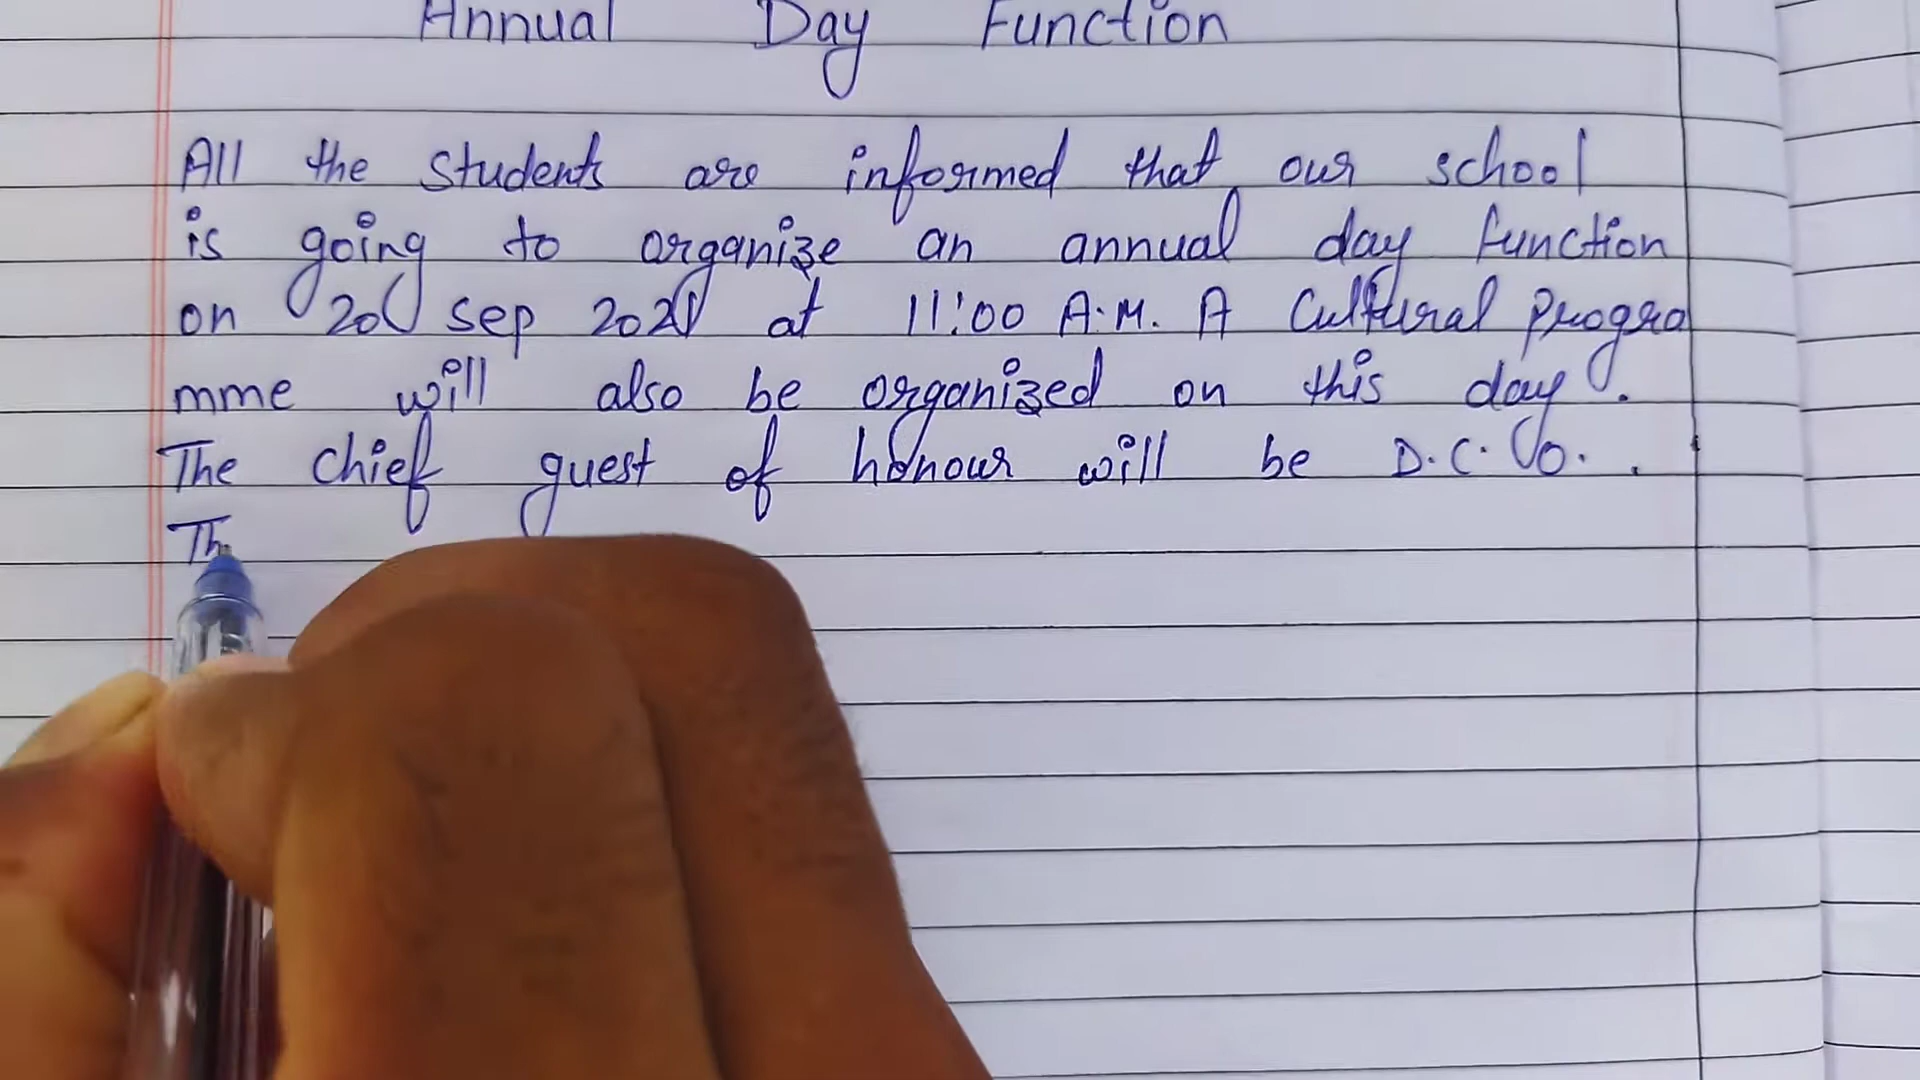 Annual Day Function
All the students are informed that our school
is going to organize an annual day function
on 20 sep 2021 at 11:00 A.M. A Cultural progra
mme will also be organized on this day.
The chief guest of honour will be D.C. O. .
Th